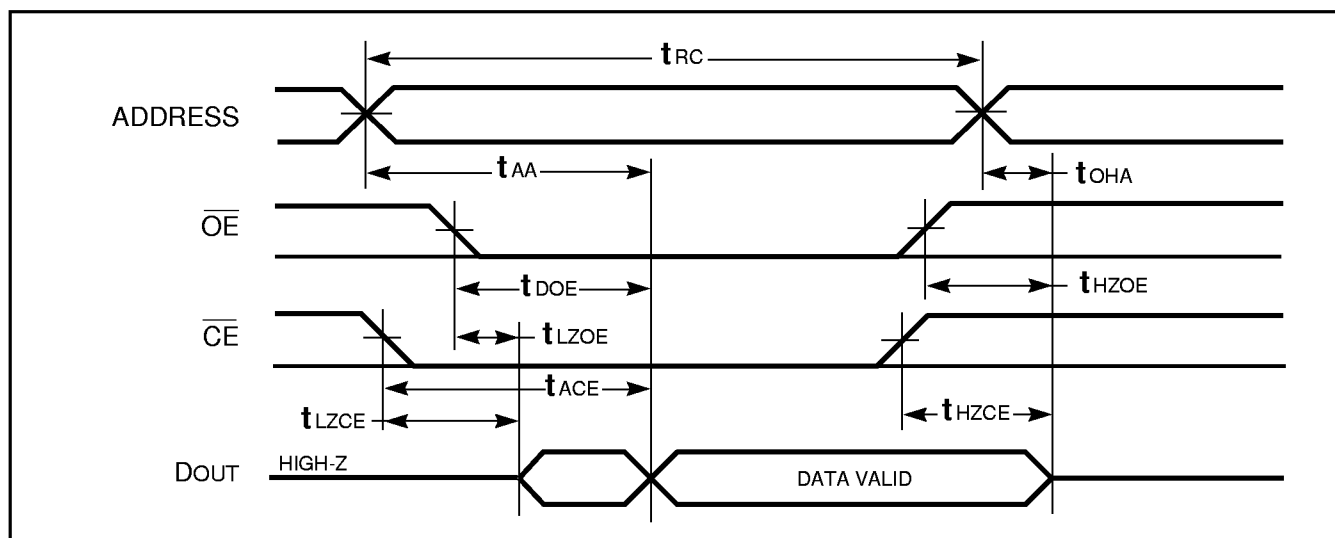 tRC
ADDRESS
tAA
tOHA
OE
tDOE
tHZOE
CE
tLZOE
tACE
tLZCE
tHZCE
DOUT
HIGH-Z
DATA VALID